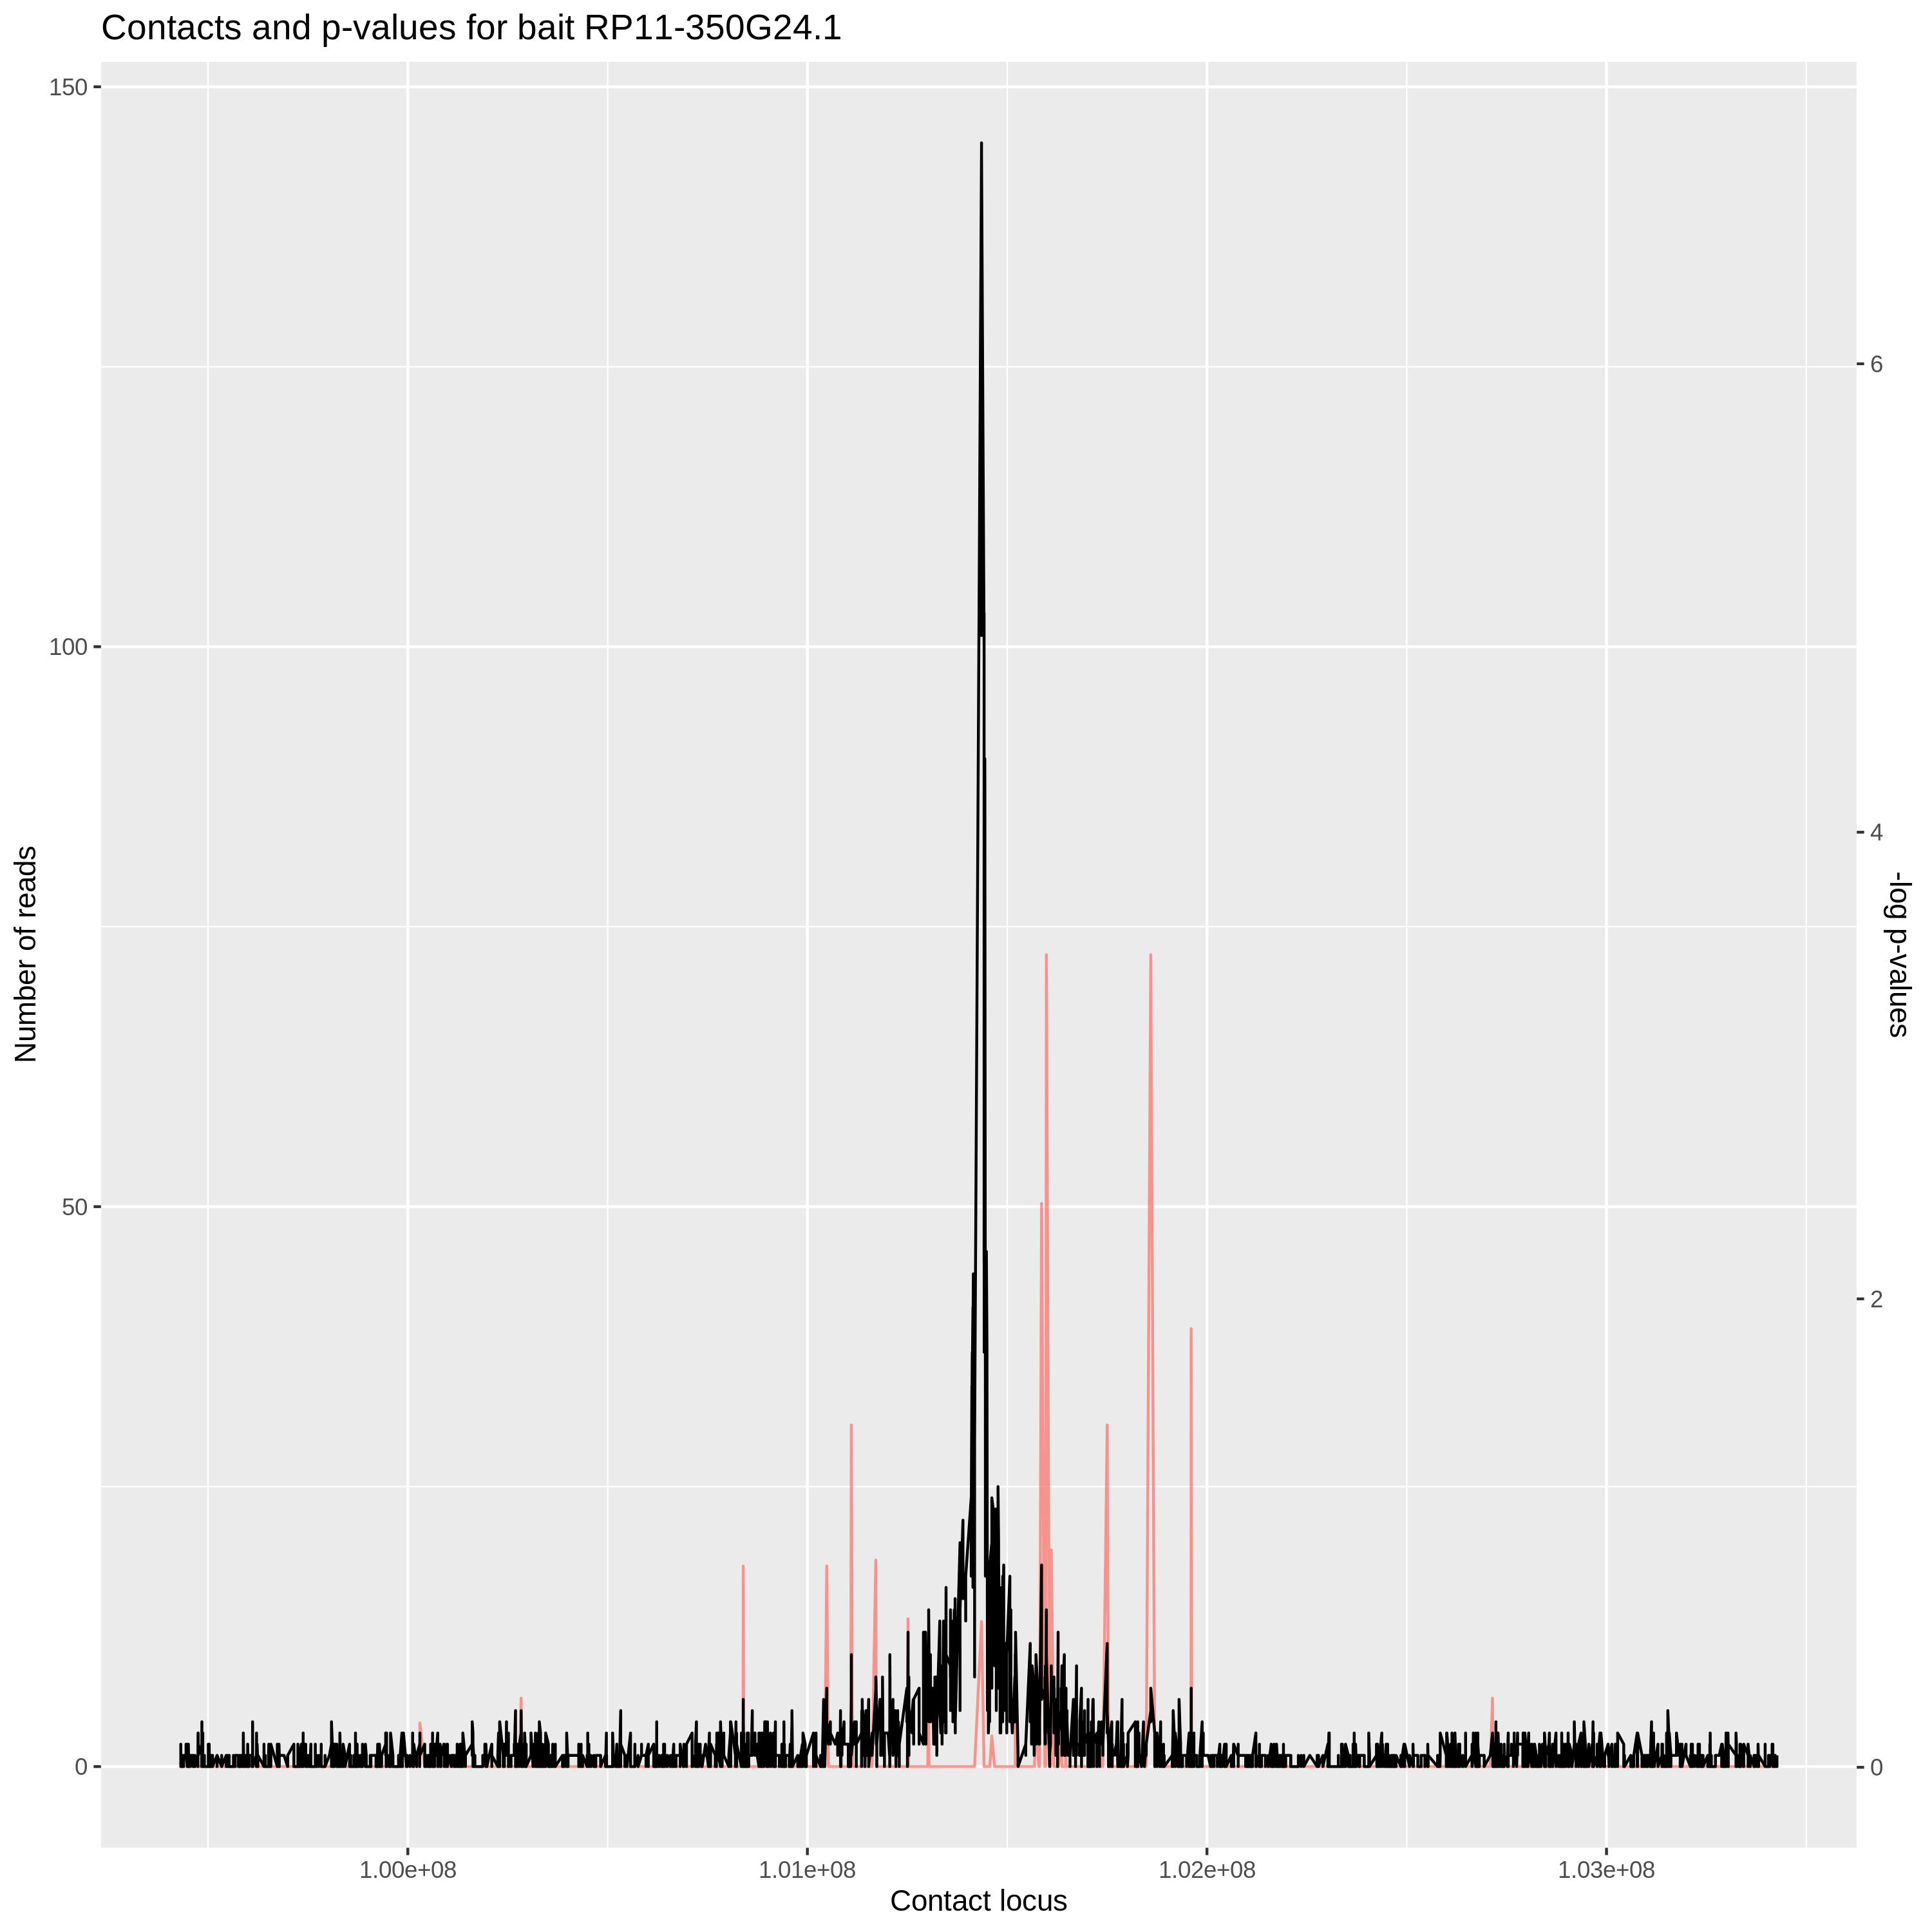 Contacts and p-values for bait RP11-350G24.1
150
100
50
0
Number of reads
6
4
2
0
-log p-values
1.00e+08
1.01e+08
1.02e+08
1.03e+08
Contact locus